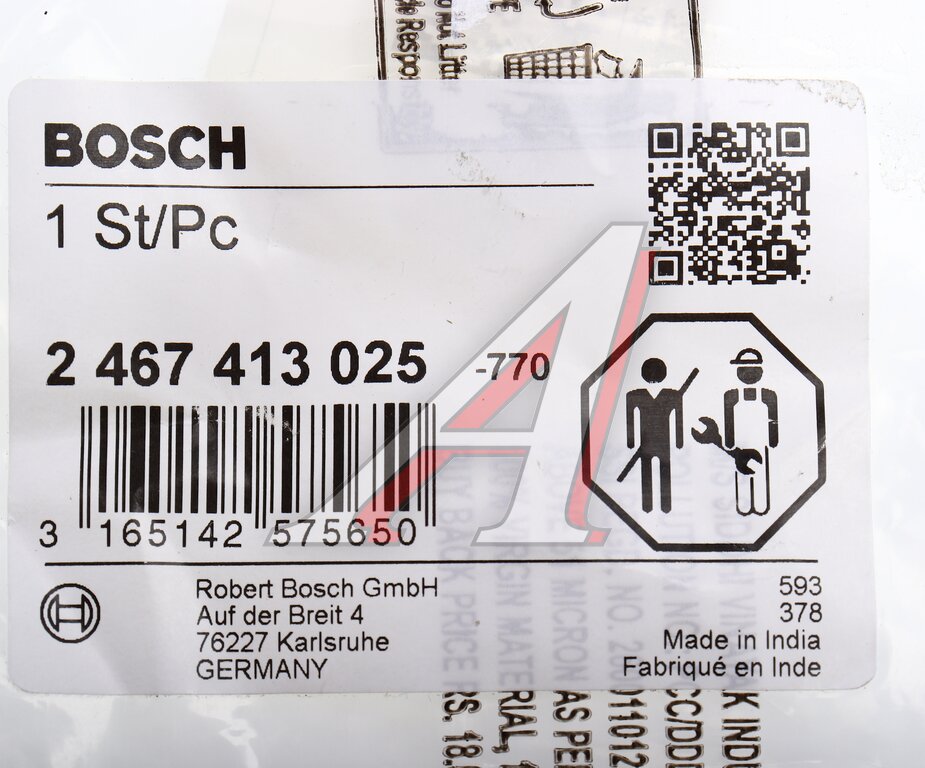 BOSCH
1 St/Pc
2 467 413 025 -770
3 165142 575650
Robert Bosch GmbH
Auf der Breit 4
76227 Karlsruhe
GERMANY
593
378
Made in India
Fabriqué en Inde